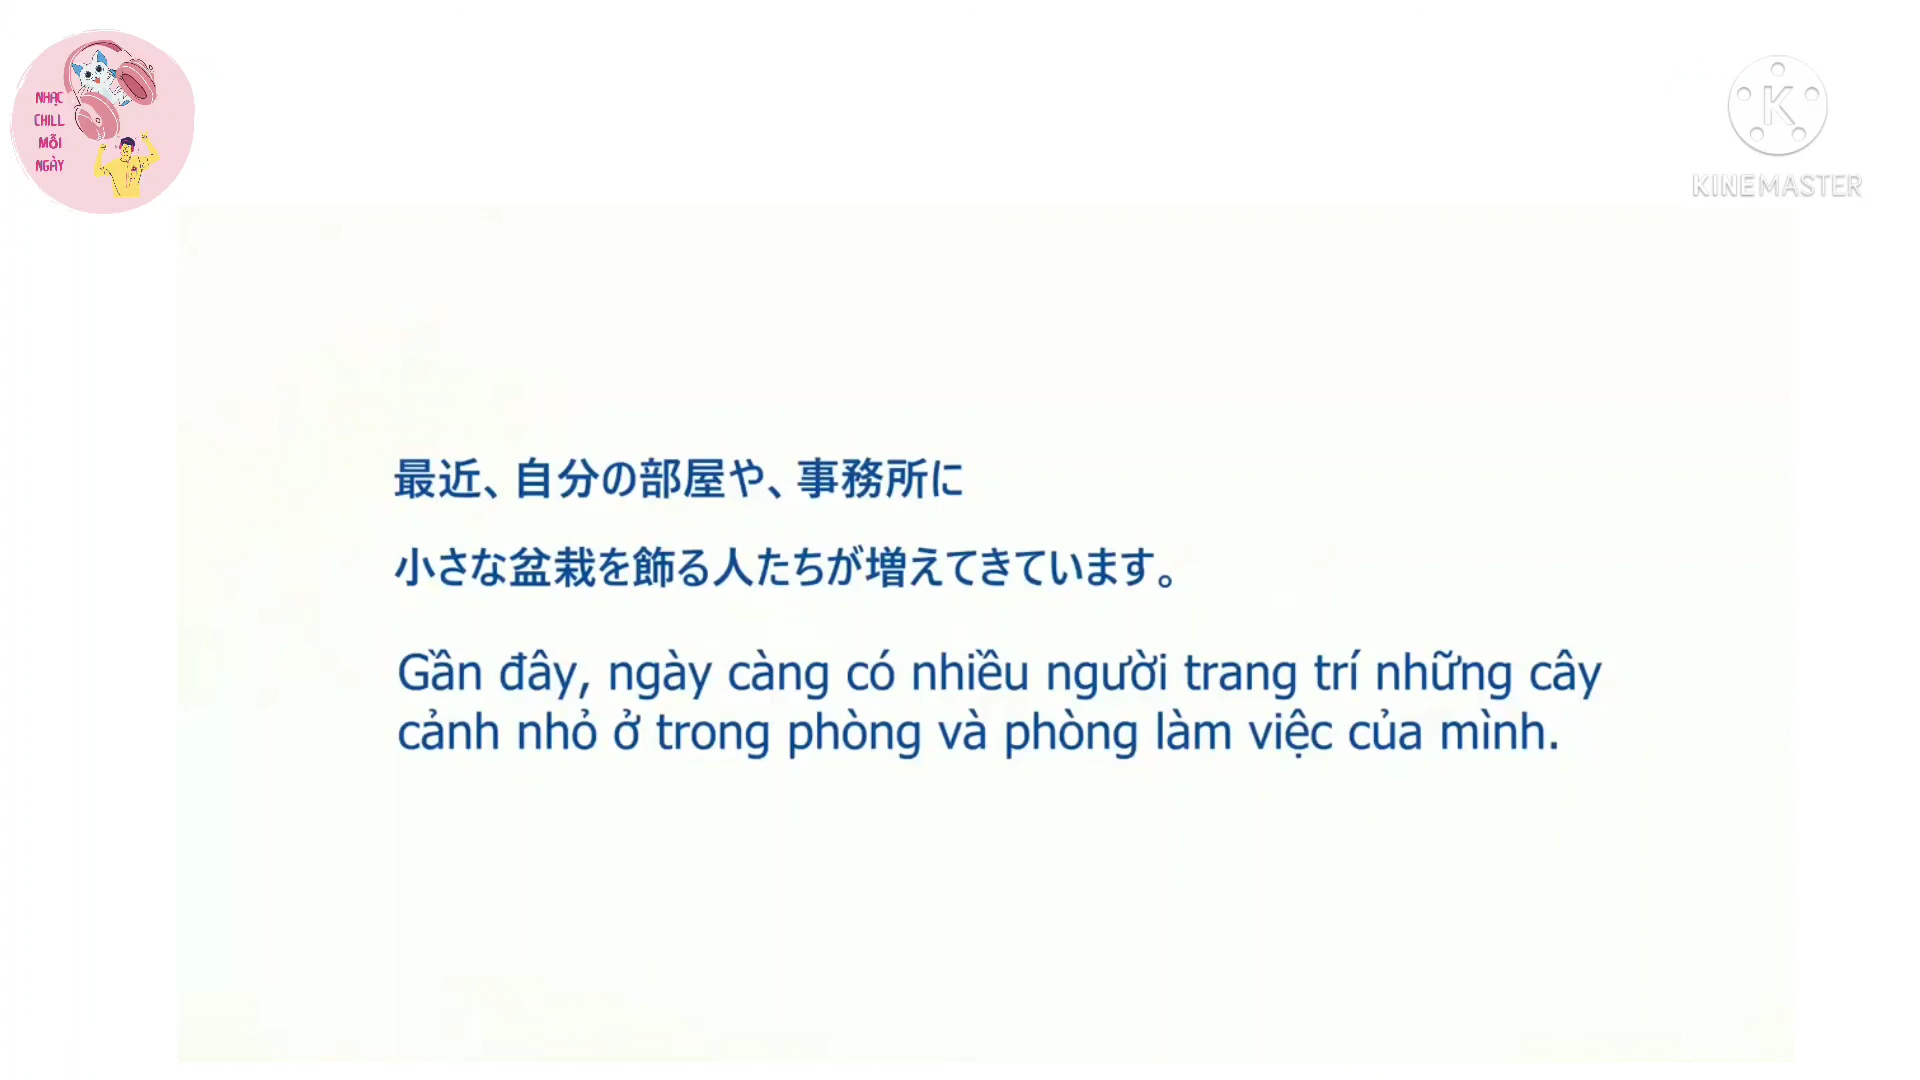 NHẠC
CHILL
MỖI
NGÀY
K
KINEMASTER
最近、自分の部屋や、事務所に
小さな盆栽を飾る人たちが増えてきています。
Gần đây, ngày càng có nhiều người trang trí những cây
cảnh nhỏ ở trong phòng và phòng làm việc của mình.